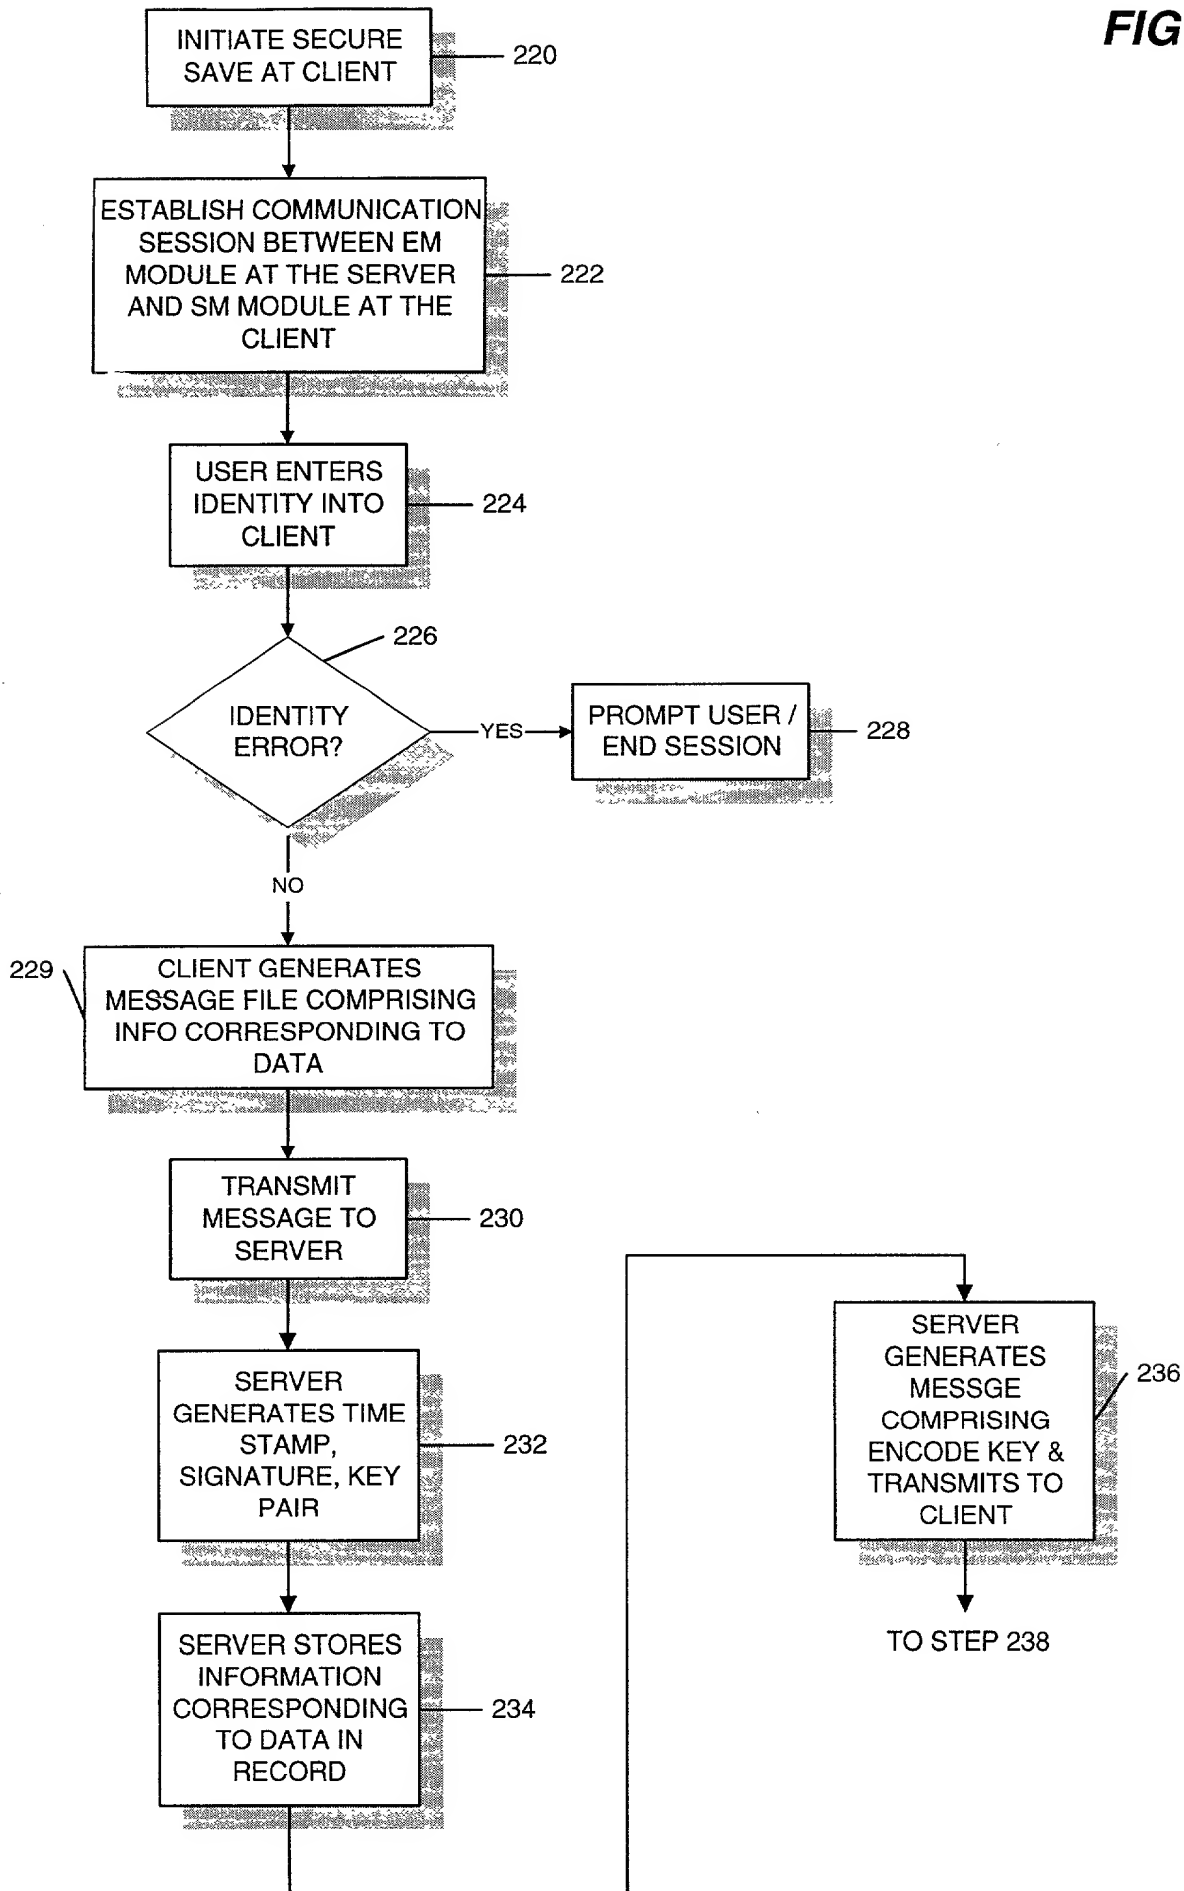 FIG
INITIATE SECURE
SAVE AT CLIENT
220
ESTABLISH COMMUNICATION
SESSION BETWEEN EM
MODULE AT THE SERVER
AND SM MODULE AT THE
CLIENT
222
USER ENTERS
IDENTITY INTO
CLIENT
224
226
IDENTITY
ERROR?
YES
PROMPT USER /
END SESSION
228
NO
229
CLIENT GENERATES
MESSAGE FILE COMPRISING
INFO CORRESPONDING TO
DATA
TRANSMIT
MESSAGE TO
SERVER
230
SERVER
GENERATES TIME
STAMP,
SIGNATURE, KEY
PAIR
232
SERVER STORES
INFORMATION
CORRESPONDING
TO DATA IN
RECORD
234
SERVER
GENERATES
MESSGE
COMPRISING
ENCODE KEY &
TRANSMITS TO
CLIENT
236
TO STEP 238